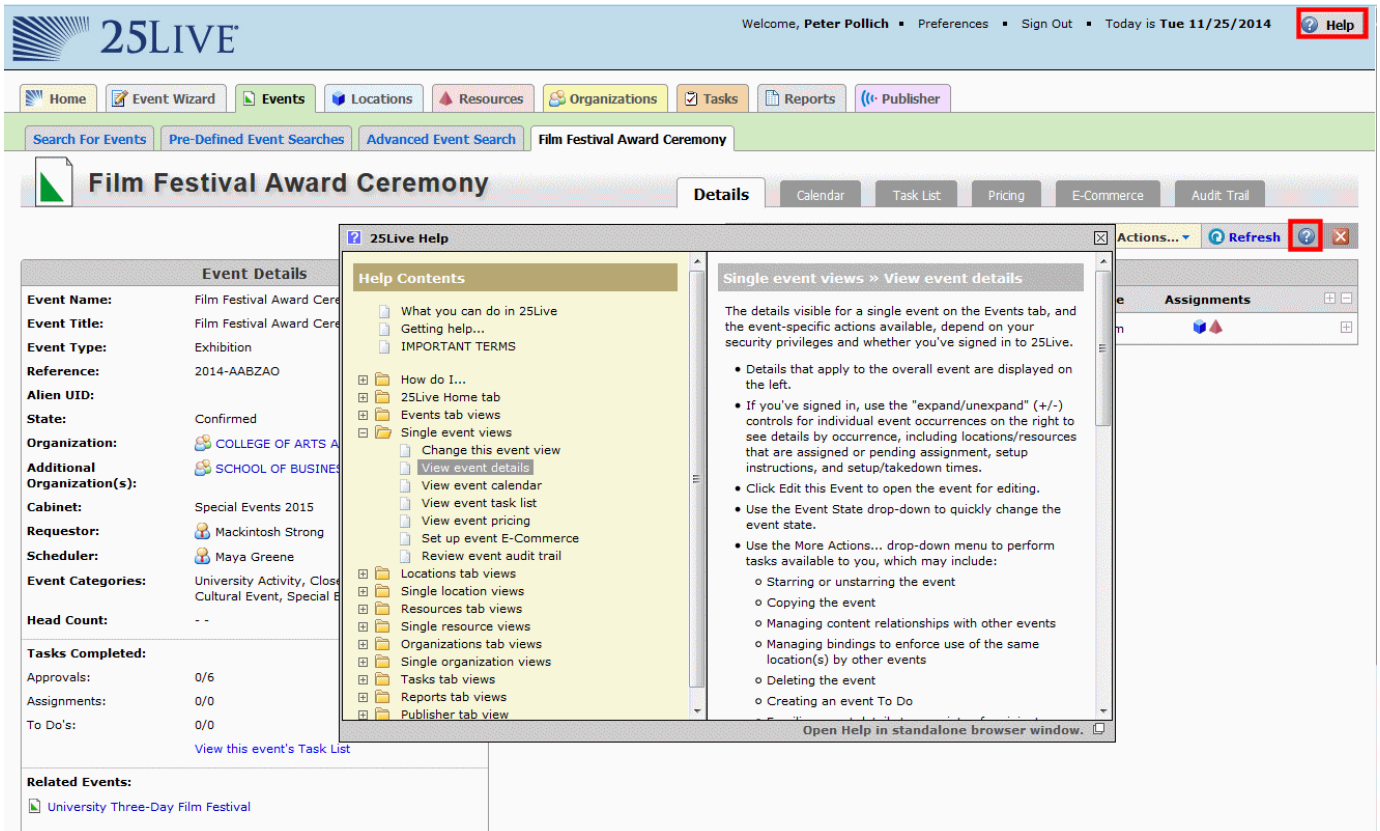 25LIVE
Welcome, Peter Pollich ▪ Preferences ▪ Sign Out ▪ Today is Tue 11/25/2014
Help
Home Event Wizard Events Locations Resources Organizations Tasks Reports Publisher
Search For Events Pre-Defined Event Searches Advanced Event Search Film Festival Award Ceremony
Film Festival Award Ceremony
Details Calendar Task List Pricing E-Commerce Audit Trail
Actions... Refresh
Event Details
Event Name: Film Festival Award Cere
Event Title: Film Festival Award Cere
Event Type: Exhibition
Reference: 2014-AABZAO
Alien UID:
State: Confirmed
Organization: COLLEGE OF ARTS A
Additional Organization(s): SCHOOL OF BUSINES
Cabinet: Special Events 2015
Requestor: Mackintosh Strong
Scheduler: Maya Greene
Event Categories: University Activity, Close
Cultural Event, Special E
Head Count: - -
Tasks Completed:
Approvals: 0/6
Assignments: 0/0
To Do's: 0/0
View this event's Task List
Related Events:
University Three-Day Film Festival
25Live Help
Help Contents
What you can do in 25Live
Getting help...
IMPORTANT TERMS
How do I...
25Live Home tab
Events tab views
Single event views
Change this event view
View event details
View event calendar
View event task list
View event pricing
Set up event E-Commerce
Review event audit trail
Locations tab views
Single location views
Resources tab views
Single resource views
Organizations tab views
Single organization views
Tasks tab views
Reports tab views
Publisher tab view
Single event views » View event details
The details visible for a single event on the Events tab, and
the event-specific actions available, depend on your
security privileges and whether you've signed in to 25Live.
• Details that apply to the overall event are displayed on
the left.
• If you've signed in, use the "expand/unexpand" (+/-)
controls for individual event occurrences on the right to
see details by occurrence, including locations/resources
that are assigned or pending assignment, setup
instructions, and setup/takedown times.
• Click Edit this Event to open the event for editing.
• Use the Event State drop-down to quickly change the
event state.
• Use the More Actions... drop-down menu to perform
tasks available to you, which may include:
Starring or unstarring the event
Copying the event
Managing content relationships with other events
Managing bindings to enforce use of the same
location(s) by other events
Deleting the event
Creating an event To Do
Open Help in standalone browser window.
e Assignments
m